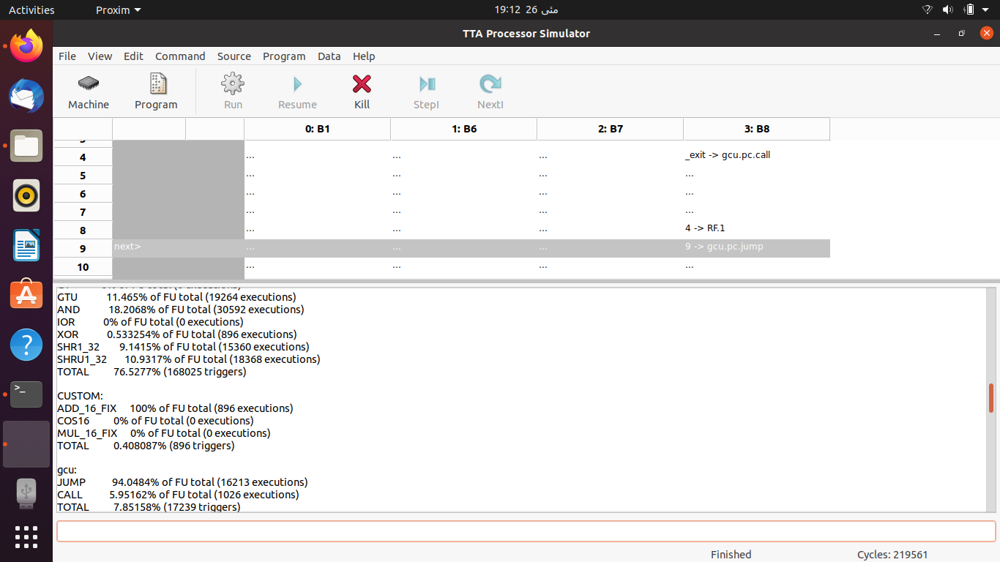 Activities Proxim 19:12 26 مئی
TTA Processor Simulator
File View Edit Command Source Program Data Help
Machine Program Run Resume Kill StepI NextI
0: B1 1: B6 2: B7 3: B8
4 ... ... ... _exit -> gcu.pc.call
5 ... ... ... ...
6 ... ... ... ...
7 ... ... ... ...
8 ... ... ... 4 -> RF.1
9 next> ... ... ... 9 -> gcu.pc.jump
10 ... ... ... ...
GTU 11.465% of FU total (19264 executions)
AND 18.2068% of FU total (30592 executions)
IOR 0% of FU total (0 executions)
XOR 0.533254% of FU total (896 executions)
SHR1_32 9.1415% of FU total (15360 executions)
SHRU1_32 10.9317% of FU total (18368 executions)
TOTAL 76.5277% (168025 triggers)
CUSTOM:
ADD_16_FIX 100% of FU total (896 executions)
COS16 0% of FU total (0 executions)
MUL_16_FIX 0% of FU total (0 executions)
TOTAL 0.408087% (896 triggers)
gcu:
JUMP 94.0484% of FU total (16213 executions)
CALL 5.95162% of FU total (1026 executions)
TOTAL 7.85158% (17239 triggers)
Finished Cycles: 219561